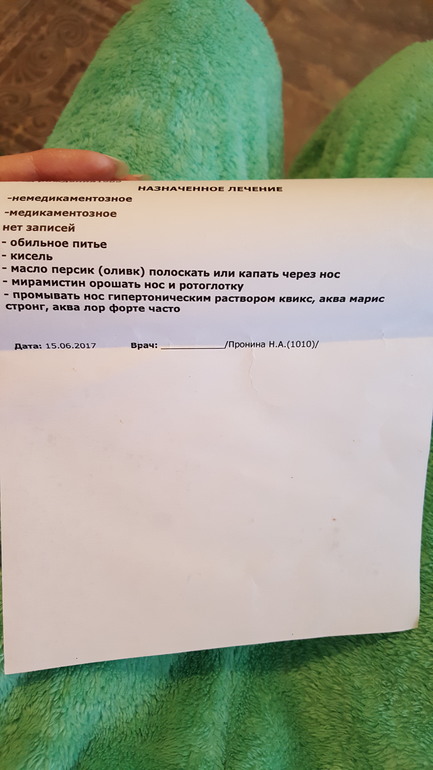 НАЗНАЧЕННОЕ ЛЕЧЕНИЕ
-немедикаментозное
-медикаментозное
нет записей
- обильное питье
- кисель
- масло персик (оливк) полоскать или капать через нос
- мирамистин орошать нос и ротоглотку
- промывать нос гипертоническим раствором квикс, аква марис
стронг, аква лор форте часто
Дата: 15.06.2017 Врач: ____________/Пронина Н.А.(1010)/